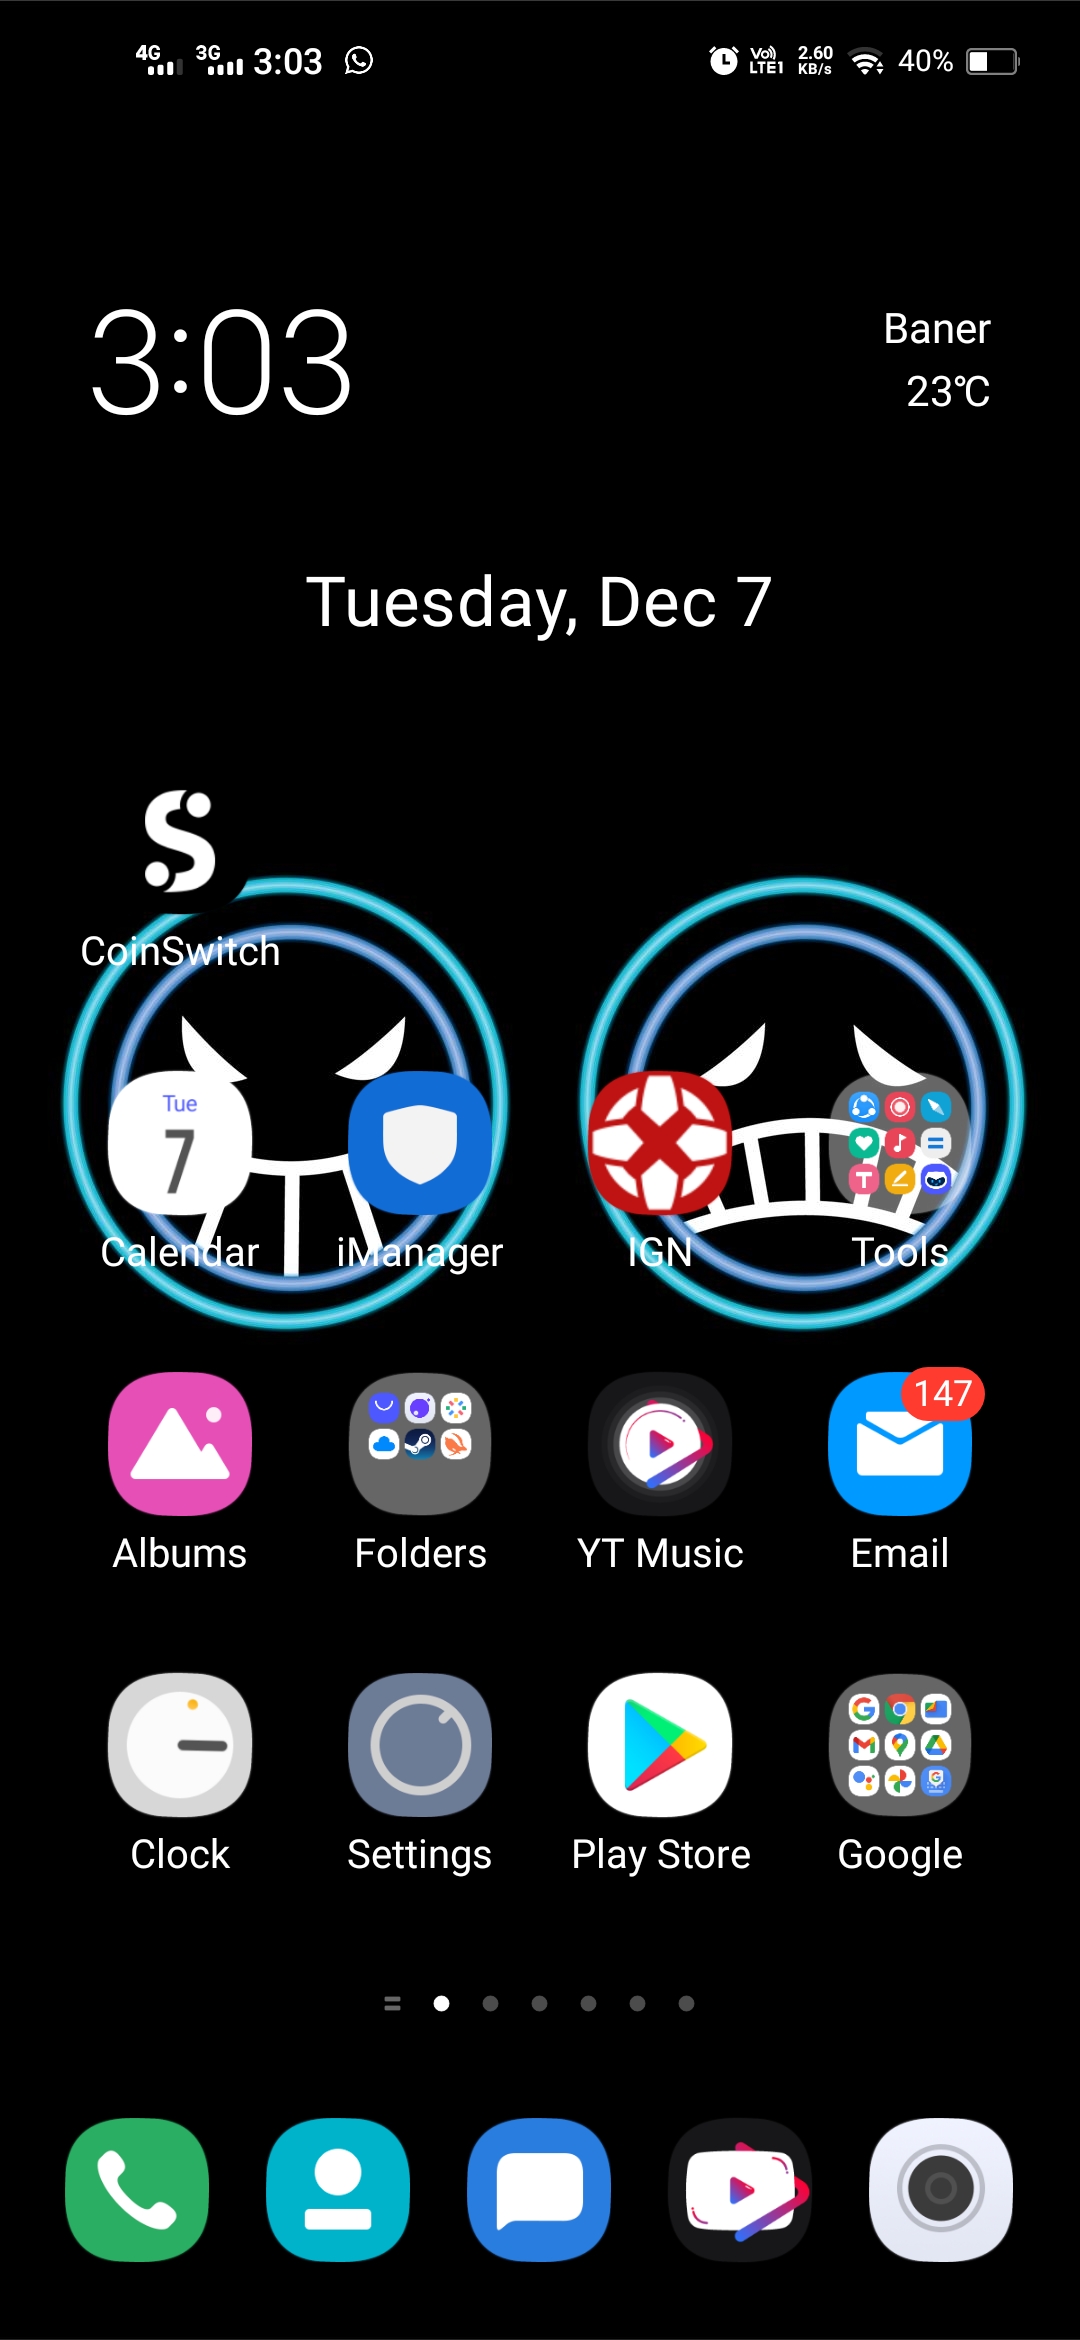 4G 3G 3:03 Vo) LTE1 2.60 KB/s 40%
3:03
Baner
23℃
Tuesday, Dec 7
CoinSwitch
Tue
7
Calendar iManager IGN Tools
147
Albums Folders YT Music Email
Clock Settings Play Store Google